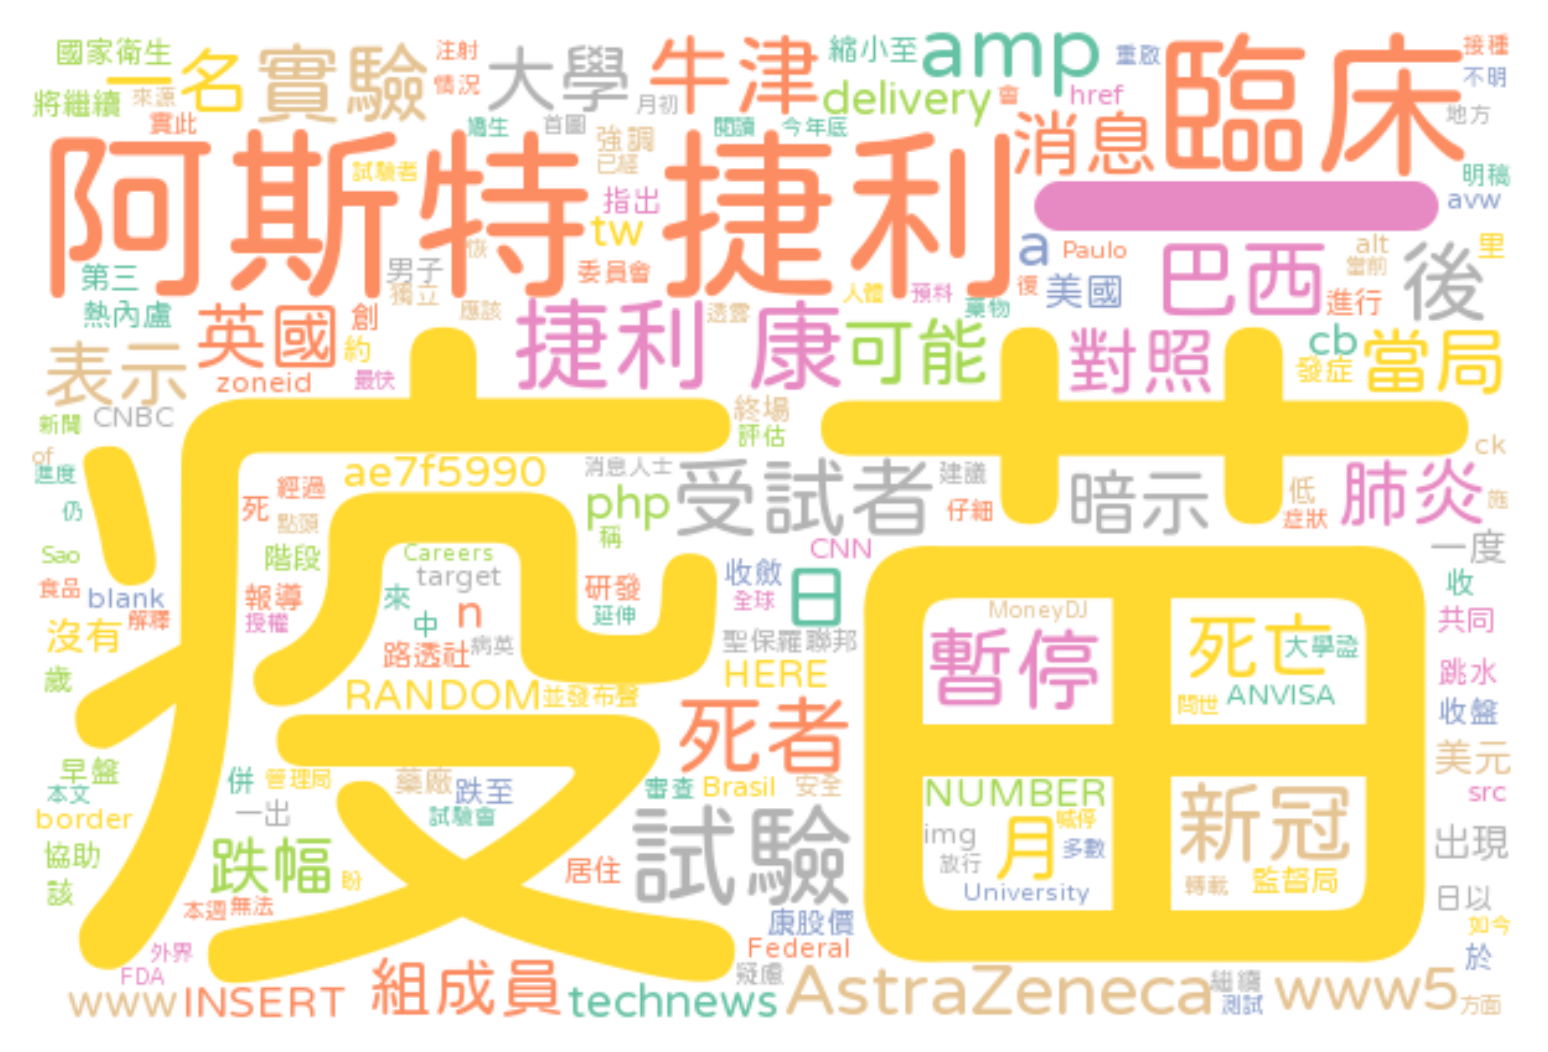 國家衛生
一名
實驗
注射
大學
牛津
縮小至
amp
重啟
臨床
接種
將繼續
來源
情況
月初
delivery
會
href
不明
實此
首圖
閱讀
今年底
消息
地方
阿斯特捷利
試驗者
強調
已經
指出
tw
一
明稿
avw
第三
男子
獨立
恢
委員會
a
Paulo
巴西
alt
當前
後
里
熱內盧
英國
創
約
應該
捷利康
透露
人體
預料
藥物
復
美國
進行
可能
對照
cb
發症
當局
表示
zoneid
最快
CNBC
新聞
疫苗
終場
評估
of
進度
仍
ae7f5990
消息人士
受試者
建議
仔細
暗示
低
症狀
肺炎
ck
一度
死
經過
點頭
php
稱
CNN
Sao
階段
Careers
target
收斂
全球
日
收
食品
blank
解釋
報導
授權
來
中
n
研發
延伸
MoneyDJ
共同
沒有
路透社
病英
聖保羅聯邦
暫停
死亡
大學證
歲
RANDOM
並發布聲
HERE
問世
ANVISA
跳水
收盤
死者
早盤
本文
併
管理局
藥廠
跌至
審查
Brasil
安全
NUMBER
新冠
美元
src
border
一出
試驗會
試驗
img
月
喊停
多數
旅行
出現
協助
跌幅
盼
居住
University
轉載
監督局
該
本週
無法
康股價
日以
如今
外界
FDA
Federal
疑慮
於
www
INSERT
組成員
technews
AstraZeneca
繼續
測試
www5
方面